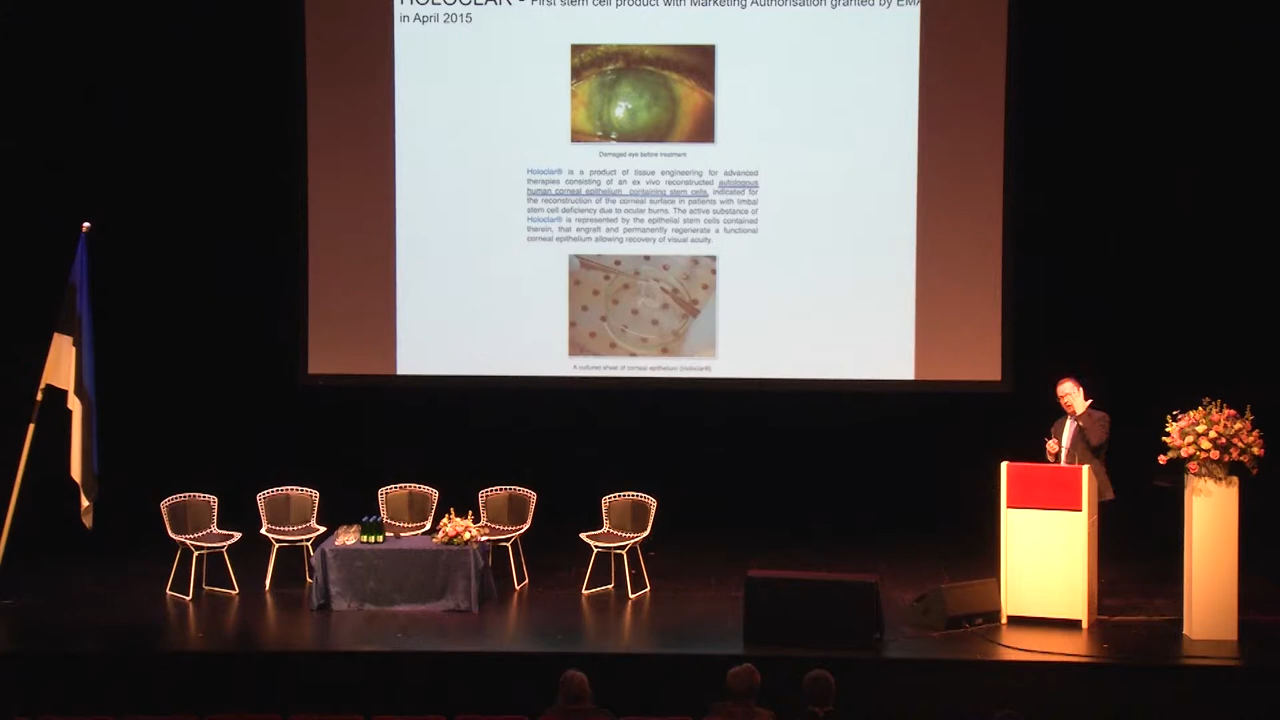 HOLOCLAR - First stem cell product with Marketing Authorisation granted by EMA
in April 2015
Damaged eye before treatment
Holoclar® is a product of tissue engineering for advanced
therapies consisting of an ex vivo reconstructed autologous
human corneal epithelium containing stem cells, indicated for
the reconstruction of the corneal surface in patients with limbal
stem cell deficiency due to ocular burns. The active substance of
Holoclar® is represented by the epithelial stem cells contained
therein, that engraft and permanently regenerate a functional
corneal epithelium allowing recovery of visual acuity.
A cultured sheet of corneal epithelium (Holoclar®)